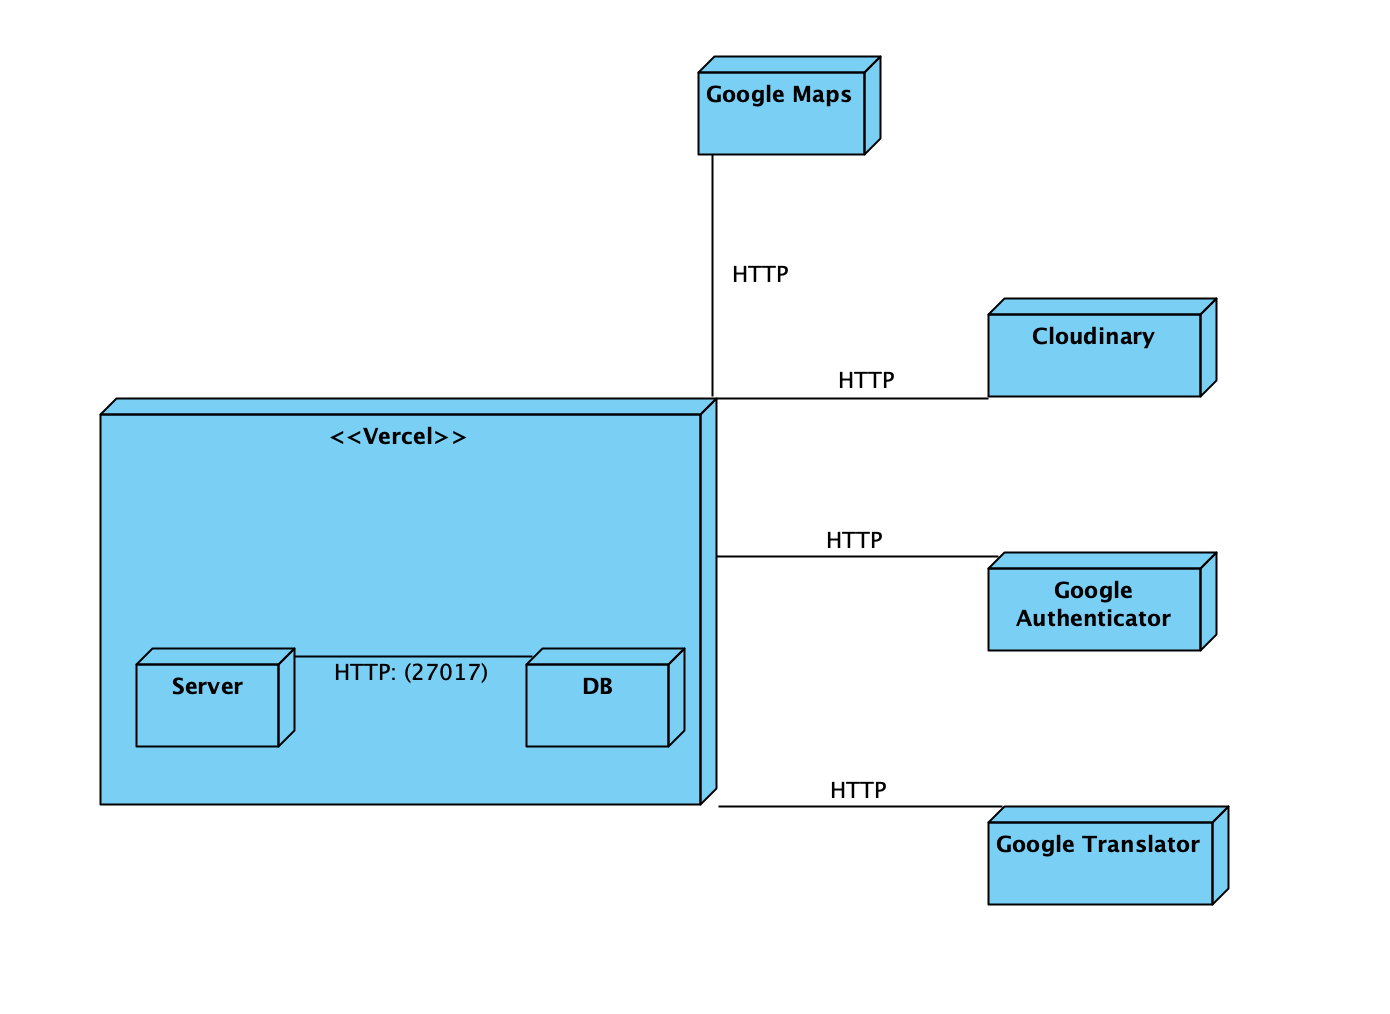 Google Maps
HTTP
Cloudinary
HTTP
<<Vercel>>
HTTP
Google
Authenticator
Server
HTTP: (27017)
DB
HTTP
Google Translator